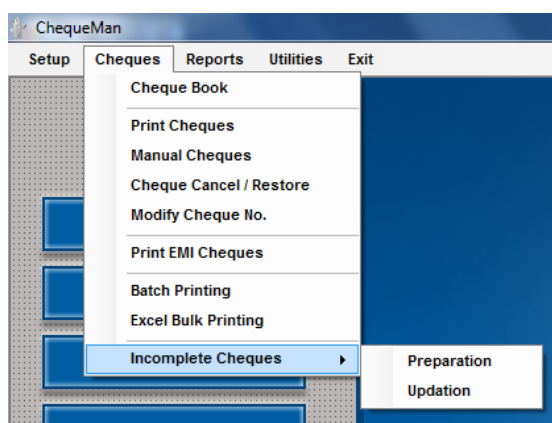 ChequeMan
Setup Cheques Reports Utilities Exit
Cheque Book
Print Cheques
Manual Cheques
Cheque Cancel / Restore
Modify Cheque No.
Print EMI Cheques
Batch Printing
Excel Bulk Printing
Incomplete Cheques
Preparation
Updation